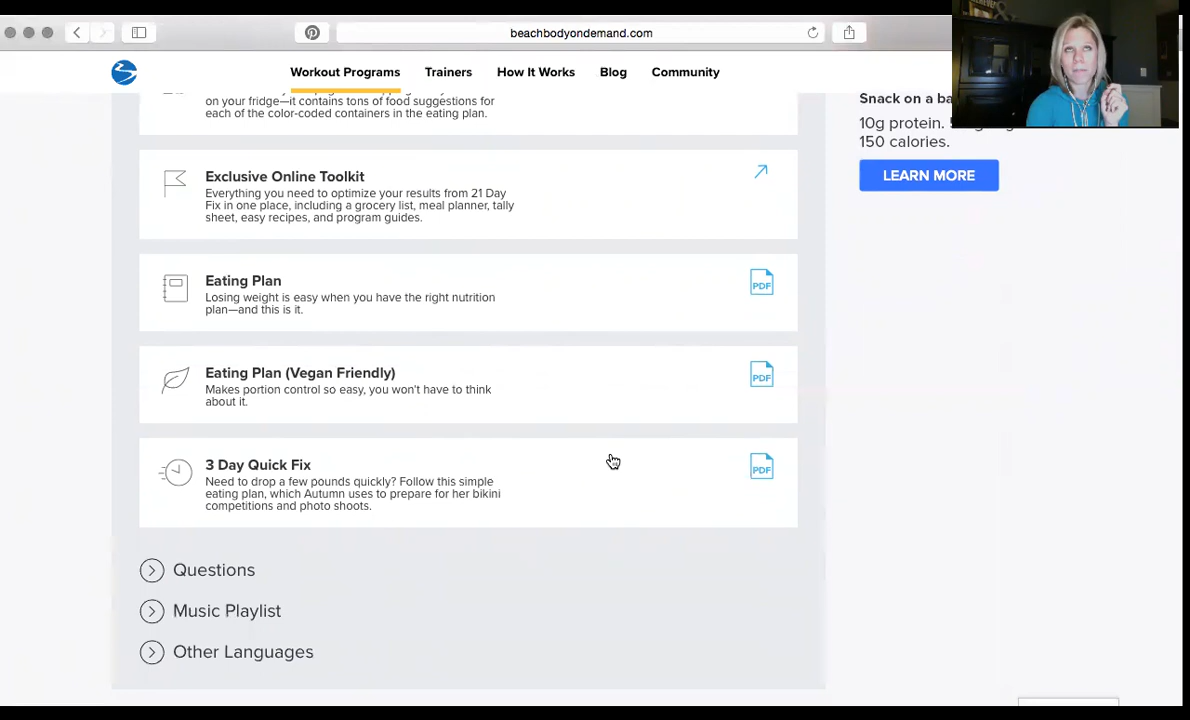 beachbodyondemand.com
Workout Programs
Trainers
How It Works
Blog
Community
on your fridge—it contains tons of food suggestions for
each of the color-coded containers in the eating plan.
Exclusive Online Toolkit
Everything you need to optimize your results from 21 Day
Fix in one place, including a grocery list, meal planner, tally
sheet, easy recipes, and program guides.
Eating Plan
Losing weight is easy when you have the right nutrition
plan—and this is it.
PDF
Eating Plan (Vegan Friendly)
Makes portion control so easy, you won't have to think
about it.
PDF
3 Day Quick Fix
Need to drop a few pounds quickly? Follow this simple
eating plan, which Autumn uses to prepare for her bikini
competitions and photo shoots.
PDF
Questions
Music Playlist
Other Languages
Snack on a
10g protein.
150 calories.
LEARN MORE